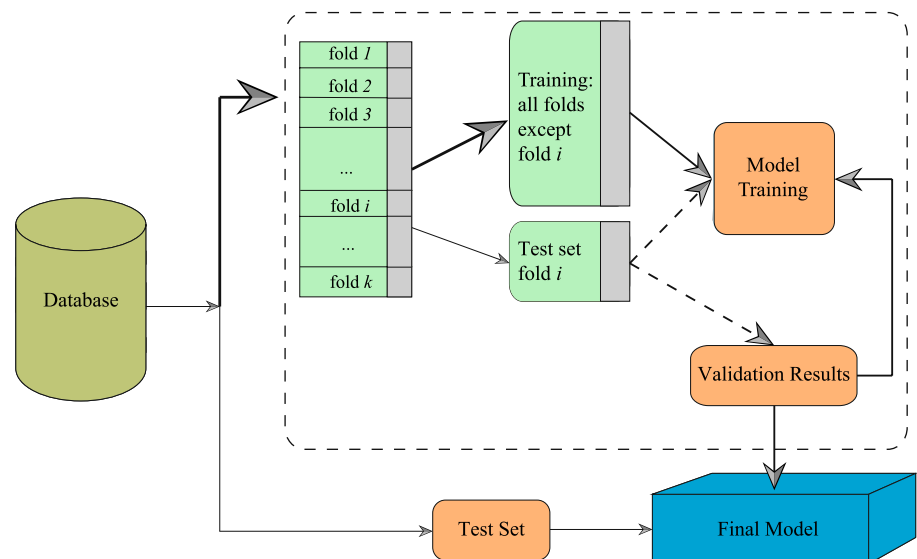 fold 1
fold 2
fold 3
...
fold i
...
fold k
Training:
all folds
except
fold i
Test set
fold i
Model
Training
Database
Validation Results
Test Set
Final Model